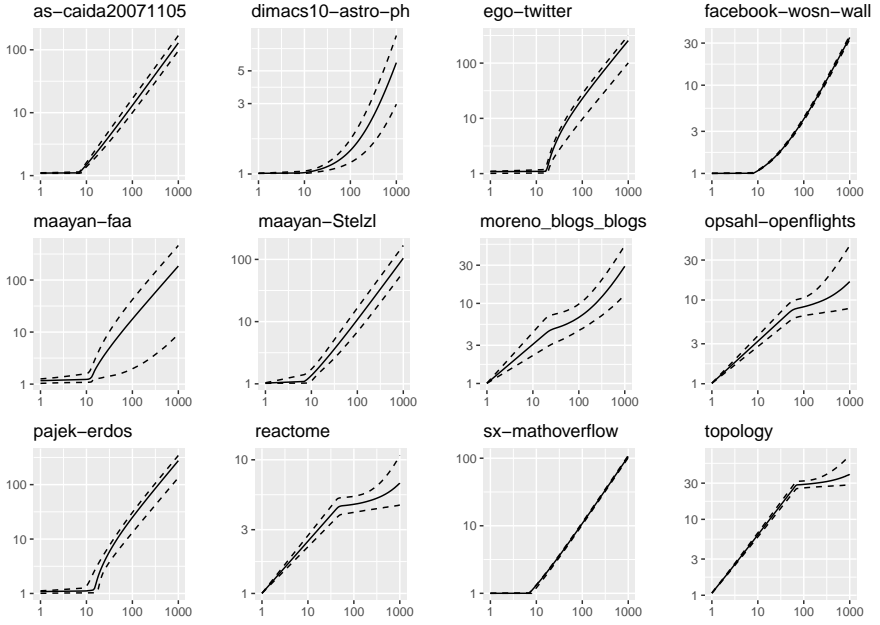 as−caida20071105
100
10
1
1 10 100 1000
dimacs10−astro−ph
5
3
1
1 10 100 1000
ego−twitter
100
10
1
1 10 100 1000
facebook−wosn−wall
30
10
3
1
1 10 100 1000
maayan−faa
100
10
1
1 10 100 1000
maayan−Stelzl
100
10
1
1 10 100 1000
moreno_blogs_blogs
30
10
3
1
1 10 100 1000
opsahl−openflights
30
10
3
1
1 10 100 1000
pajek−erdos
100
10
1
1 10 100 1000
reactome
10
3
1
1 10 100 1000
sx−mathoverflow
100
10
1
1 10 100 1000
topology
30
10
3
1
1 10 100 1000